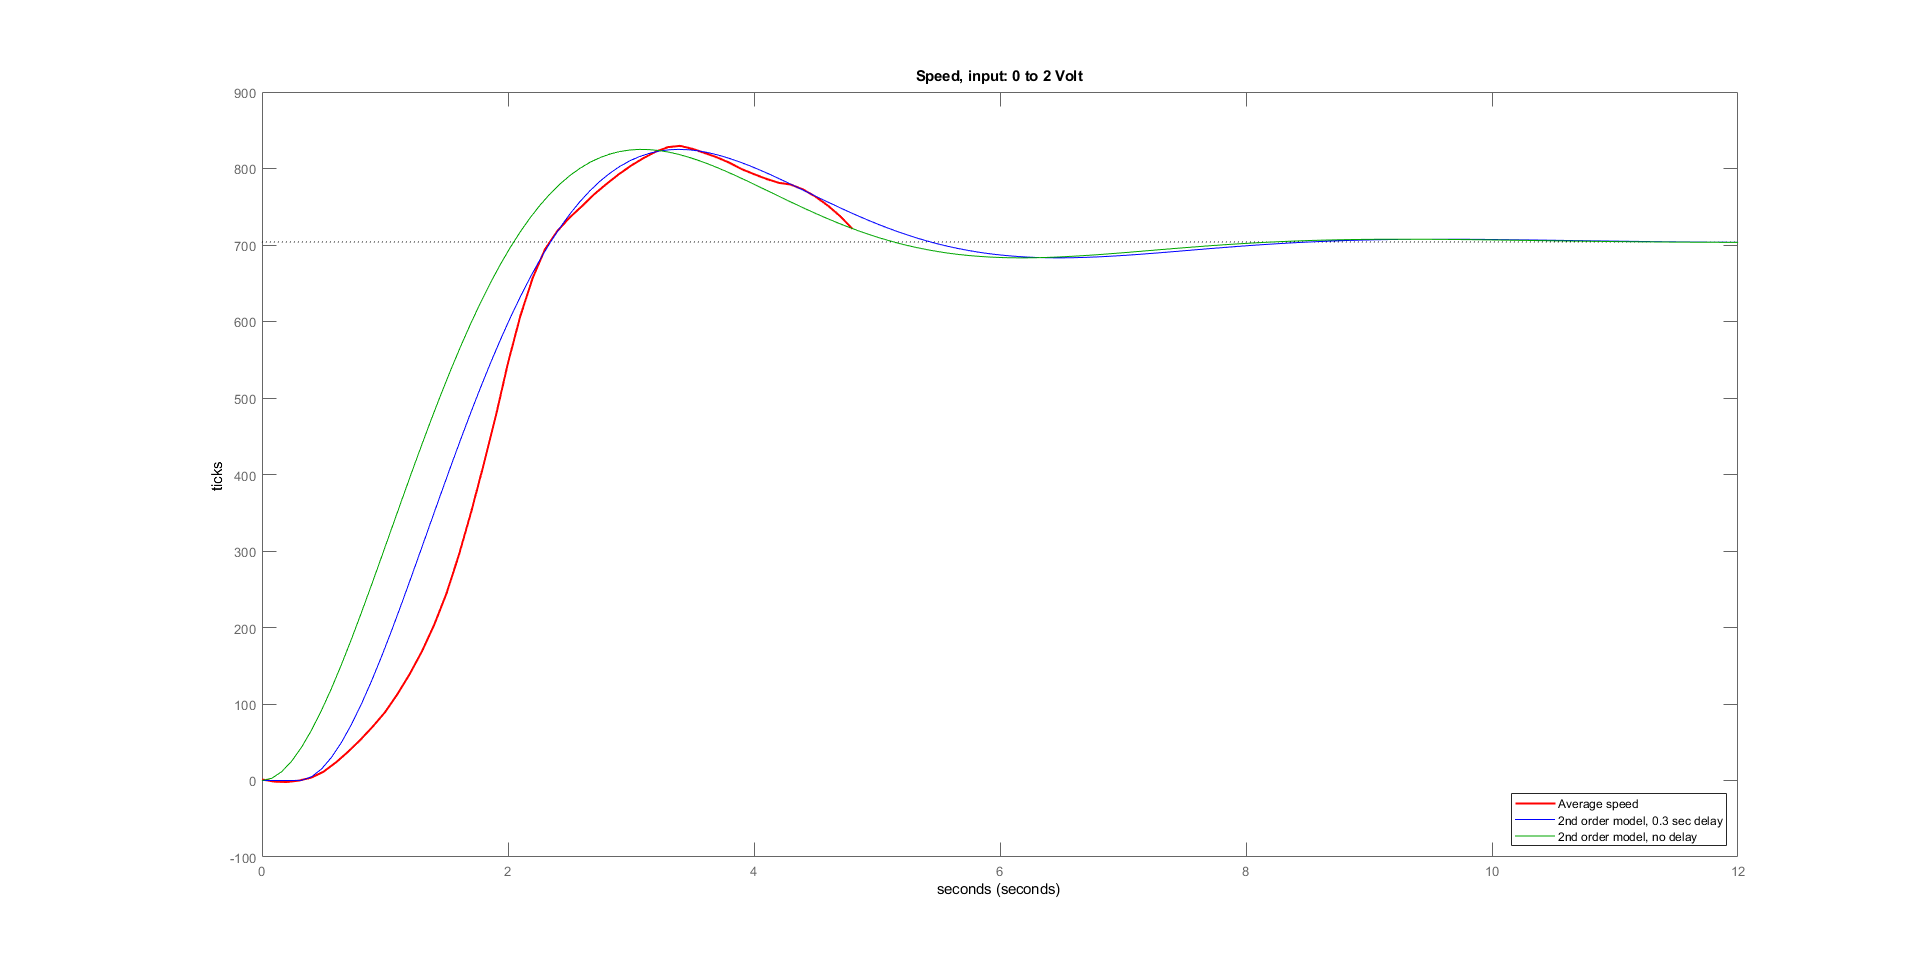 Speed, input: 0 to 2 Volt
900
800
700
600
500
400
300
200
100
0
-100
ticks
0 2 4 6 8 10 12
seconds (seconds)
Average speed
2nd order model, 0.3 sec delay
2nd order model, no delay